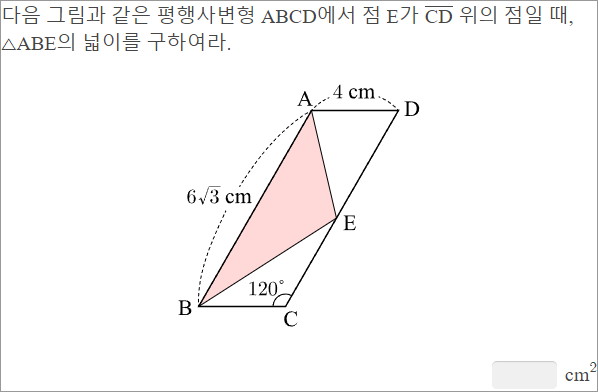 다음 그림과 같은 평행사변형 ABCD에서 점 E가 $\overline{CD}$ 위의 점일 때,
△ABE의 넓이를 구하여라.
4 cm
A
D
6√3 cm
E
120°
B
C
cm²